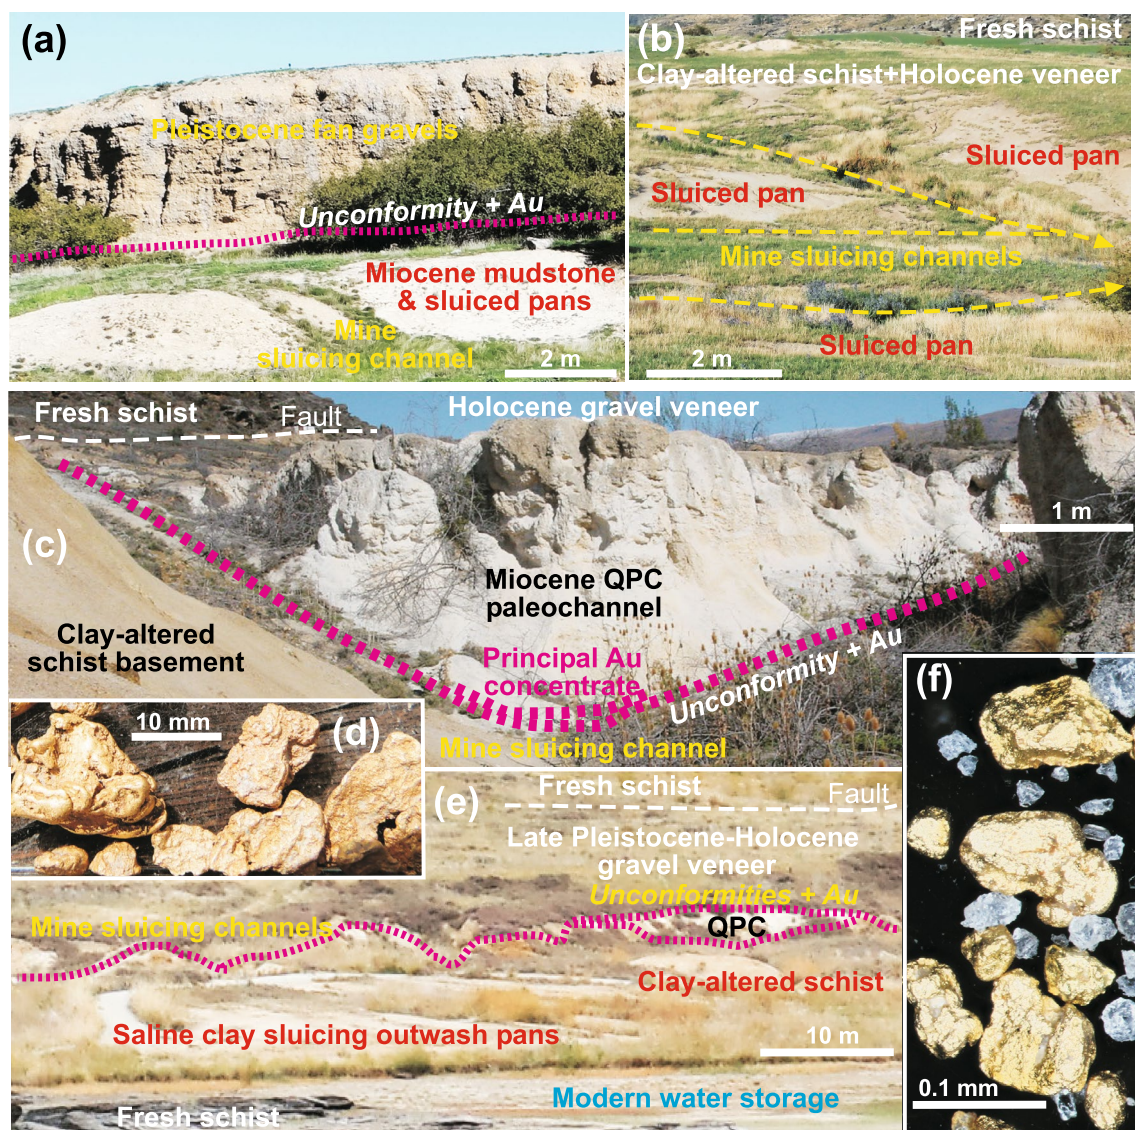 (a)
Pleistocene fan gravels
Unconformity + Au
Miocene mudstone
& sluiced pans
Mine
sluicing channel
2 m
(b)
Fresh schist
Clay-altered schist+Holocene veneer
Sluiced pan
Sluiced pan
Mine sluicing channels
Sluiced pan
2 m
Fresh schist
Fault
Holocene gravel veneer
1 m
(c)
Miocene QPC
paleochannel
Clay-altered
schist basement
Principal Au
concentrate
Unconformity + Au
Mine sluicing channel
10 mm
(d)
(e)
Fresh schist
Fault
Late Pleistocene-Holocene
gravel veneer
Unconformities + Au
Mine sluicing channels
QPC
Clay-altered schist
Saline clay sluicing outwash pans
10 m
Modern water storage
Fresh schist
(f)
0.1 mm